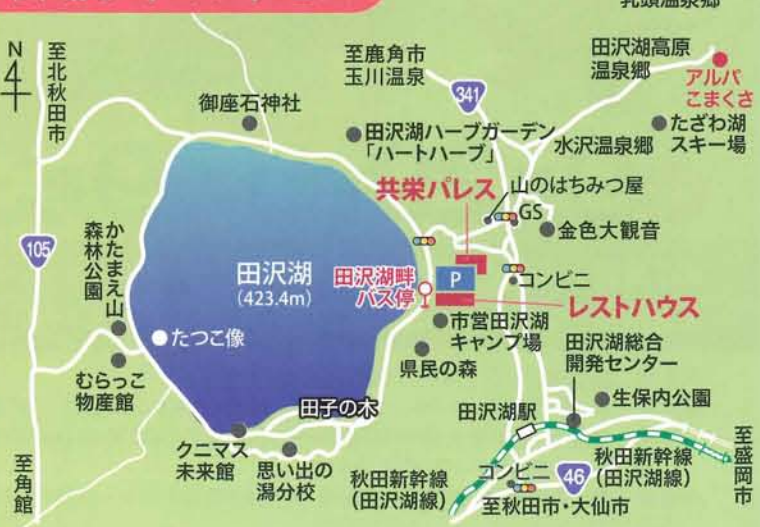 N
至北秋田市
至鹿角市
玉川温泉
341
田沢湖高原
温泉郷
アルパ
こまくさ
たざわ湖
スキー場
水沢温泉郷
御座石神社
田沢湖ハーブガーデン
「ハートハーブ」
共栄パレス
山のはちみつ屋
GS
金色大観音
105
かたまえ山
森林公園
田沢湖
(423.4m)
田沢湖畔
バス停
P
コンビニ
レストハウス
たつこ像
市営田沢湖
キャンプ場
県民の森
田沢湖総合
開発センター
むらっこ
物産館
田子の木
田沢湖駅
生保内公園
クニマス
未来館
思い出の
潟分校
秋田新幹線
(田沢湖線)
コンビニ
46
秋田新幹線
(田沢湖線)
至盛岡市
至角館
至秋田市・大仙市